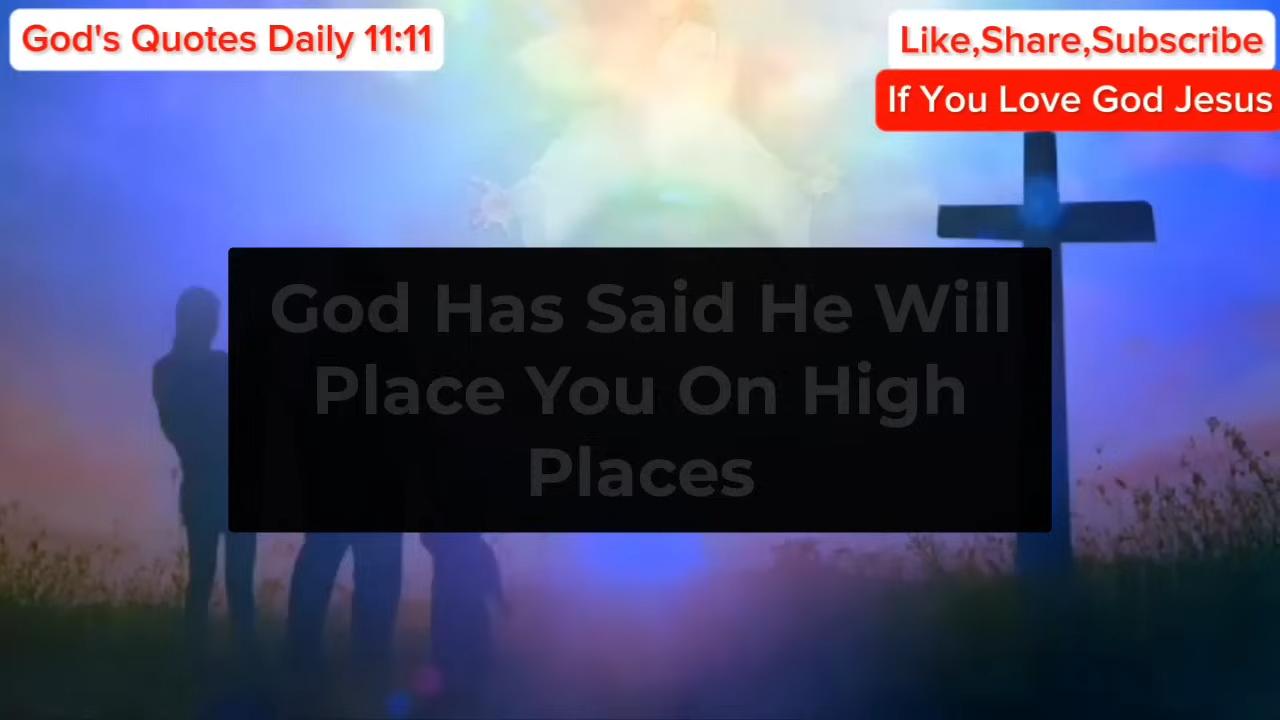 God's Quotes Daily 11:11
Like,Share,Subscribe
If You Love God Jesus
God Has Said He Will
Place You On High
Places